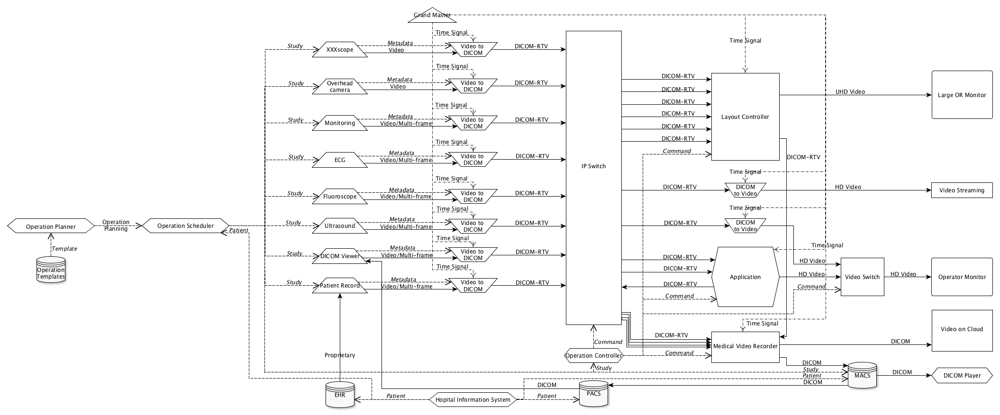 Grand Master
Time Signal
Study
XXXscope
Metadata
Video
Video to
DICOM
DICOM-RTV
Time Signal
Time Signal
Study
Overhead
camera
Metadata
Video
Video to
DICOM
DICOM-RTV
Time Signal
Study
Monitoring
Metadata
Video/Multi-frame
Video to
DICOM
DICOM-RTV
Time Signal
Study
ECG
Metadata
Video/Multi-frame
Video to
DICOM
DICOM-RTV
Time Signal
Study
Fluoroscope
Metadata
Video/Multi-frame
Video to
DICOM
DICOM-RTV
Time Signal
Operation Planner
Operation
Planning
Operation Scheduler
Patient
Template
Operation
Templates
Study
Ultrasound
Metadata
Video/Multi-frame
Video to
DICOM
DICOM-RTV
Time Signal
Study
DICOM Viewer
Metadata
Video/Multi-frame
Video to
DICOM
DICOM-RTV
Time Signal
Study
Patient Record
Metadata
Video/Multi-frame
Video to
DICOM
DICOM-RTV
IP Switch
DICOM-RTV
DICOM-RTV
DICOM-RTV
DICOM-RTV
DICOM-RTV
DICOM-RTV
Command
Layout Controller
UHD Video
Large OR Monitor
DICOM-RTV
Time Signal
DICOM-RTV
DICOM
to Video
HD Video
Video Streaming
Time Signal
DICOM-RTV
DICOM
to Video
Time Signal
DICOM-RTV
DICOM-RTV
DICOM-RTV
Command
Application
HD Video
HD Video
Command
Video Switch
HD Video
Operator Monitor
Time Signal
DICOM-RTV
Command
Medical Video Recorder
DICOM
Video on Cloud
Command
Operation Controller
Study
Proprietary
EHR
Patient
Hopital Information System
Patient
DICOM
PACS
DICOM
Study
Patient
DICOM
MACS
DICOM
DICOM Player